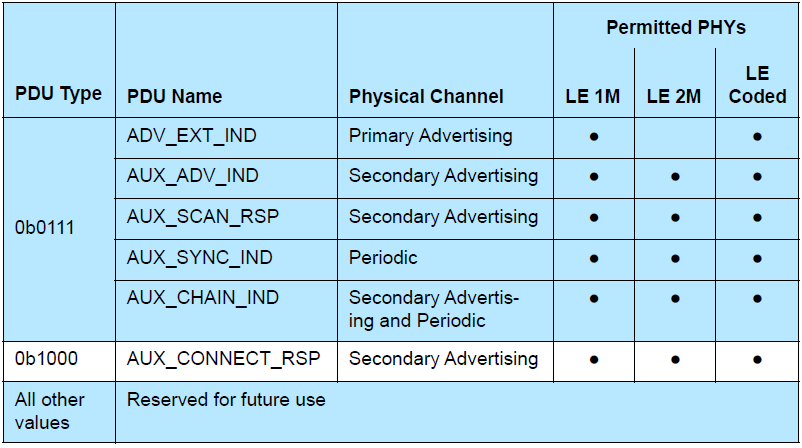 Permitted PHYs
PDU Type PDU Name Physical Channel LE 1M LE 2M LE Coded
0b0111 ADV_EXT_IND Primary Advertising ● ●
AUX_ADV_IND Secondary Advertising ● ● ●
AUX_SCAN_RSP Secondary Advertising ● ● ●
AUX_SYNC_IND Periodic ● ● ●
AUX_CHAIN_IND Secondary Advertis-
ing and Periodic ● ● ●
0b1000 AUX_CONNECT_RSP Secondary Advertising ● ● ●
All other
values Reserved for future use